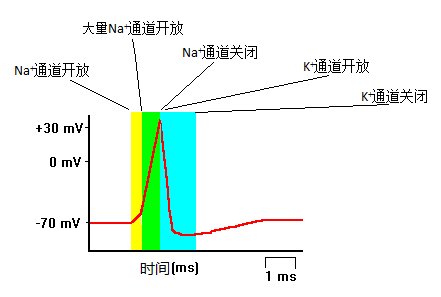 大量Na⁺通道开放
Na⁺通道关闭
Na⁺通道开放
K⁺通道开放
K⁺通道关闭
+30 mV
0 mV
-70 mV
时间(ms)
1 ms